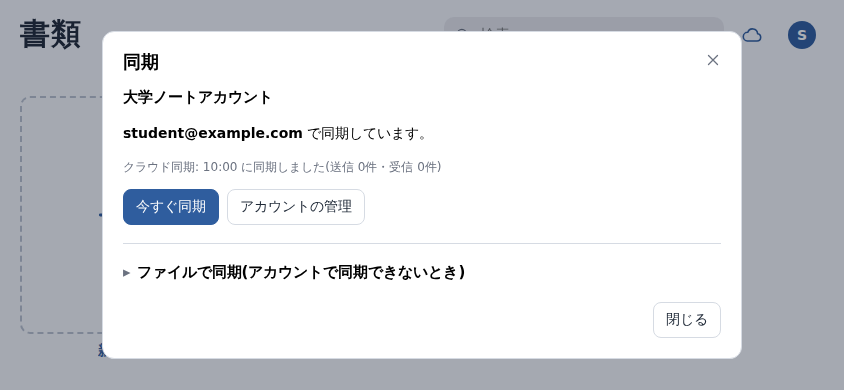 書類
S
同期
大学ノートアカウント
student@example.com で同期しています。
クラウド同期: 10:00 に同期しました(送信 0件・受信 0件)
今すぐ同期
アカウントの管理
▸ ファイルで同期(アカウントで同期できないとき)
閉じる